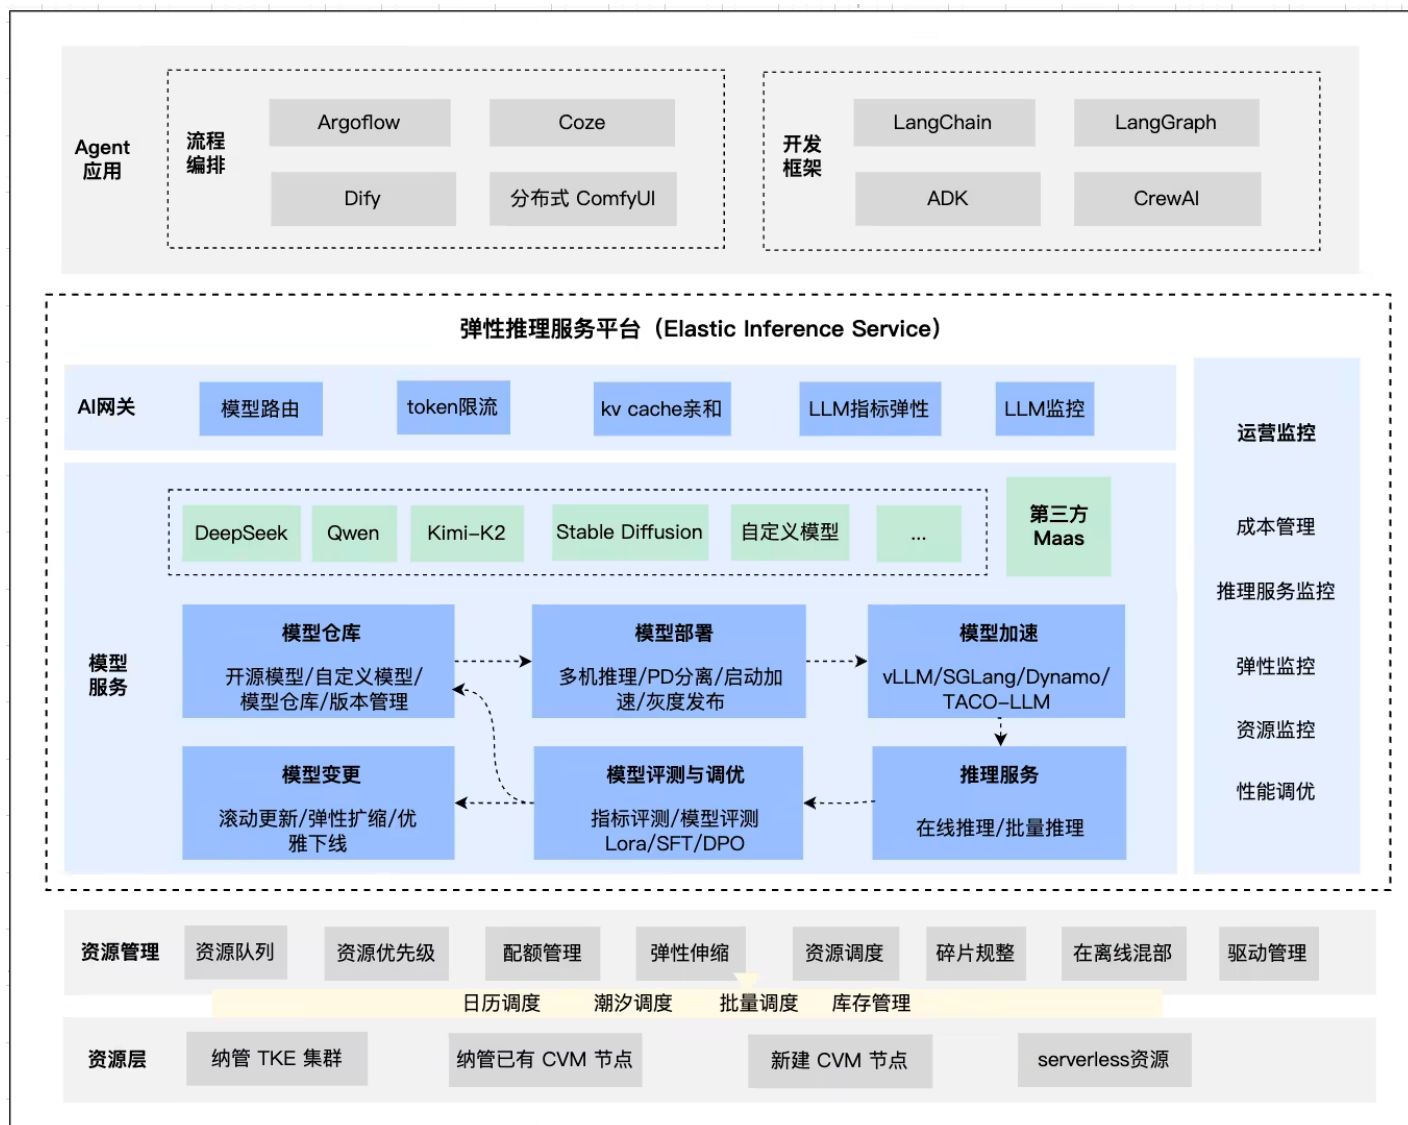 Agent
应用
流程
编排
Argoflow
Coze
Dify
分布式 ComfyUI
开发
框架
LangChain
LangGraph
ADK
CrewAI
弹性推理服务平台（Elastic Inference Service）
AI网关
模型路由
token限流
kv cache亲和
LLM指标弹性
LLM监控
模型
服务
DeepSeek
Qwen
Kimi-K2
Stable Diffusion
自定义模型
...
第三方
Maas
模型仓库
开源模型/自定义模型/
模型仓库/版本管理
模型部署
多机推理/PD分离/启动加
速/灰度发布
模型加速
vLLM/SGLang/Dynamo/
TACO-LLM
模型变更
滚动更新/弹性扩缩/优
雅下线
模型评测与调优
指标评测/模型评测
Lora/SFT/DPO
推理服务
在线推理/批量推理
运营监控
成本管理
推理服务监控
弹性监控
资源监控
性能调优
资源管理
资源队列
资源优先级
配额管理
弹性伸缩
资源调度
碎片规整
在离线混部
驱动管理
日历调度
潮汐调度
批量调度
库存管理
资源层
纳管 TKE 集群
纳管已有 CVM 节点
新建 CVM 节点
serverless资源